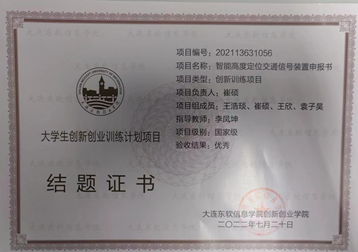 项目编号：202113631056
项目名称：智能高度定位交通信号装置申报书
项目类型：创新训练项目
项目负责人：崔硕
项目组成员：王浩琰、崔硕、王欣、袁子昊
指导教师：李凤坤
项目级别：国家级
验收结果：优秀
大学生创新创业训练计划项目
结题证书
大连东软信息学院创新创业学院
二〇二二年七月二十日